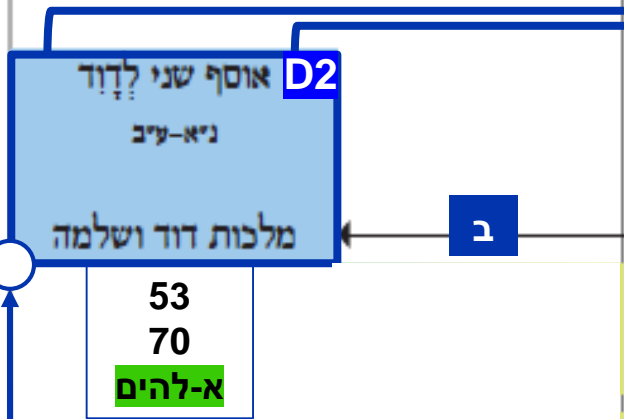 אוסף שני לְדָוִד D2
נ״א–ע״ב
מלכות דוד ושלמה
ב
53
70
א-להים